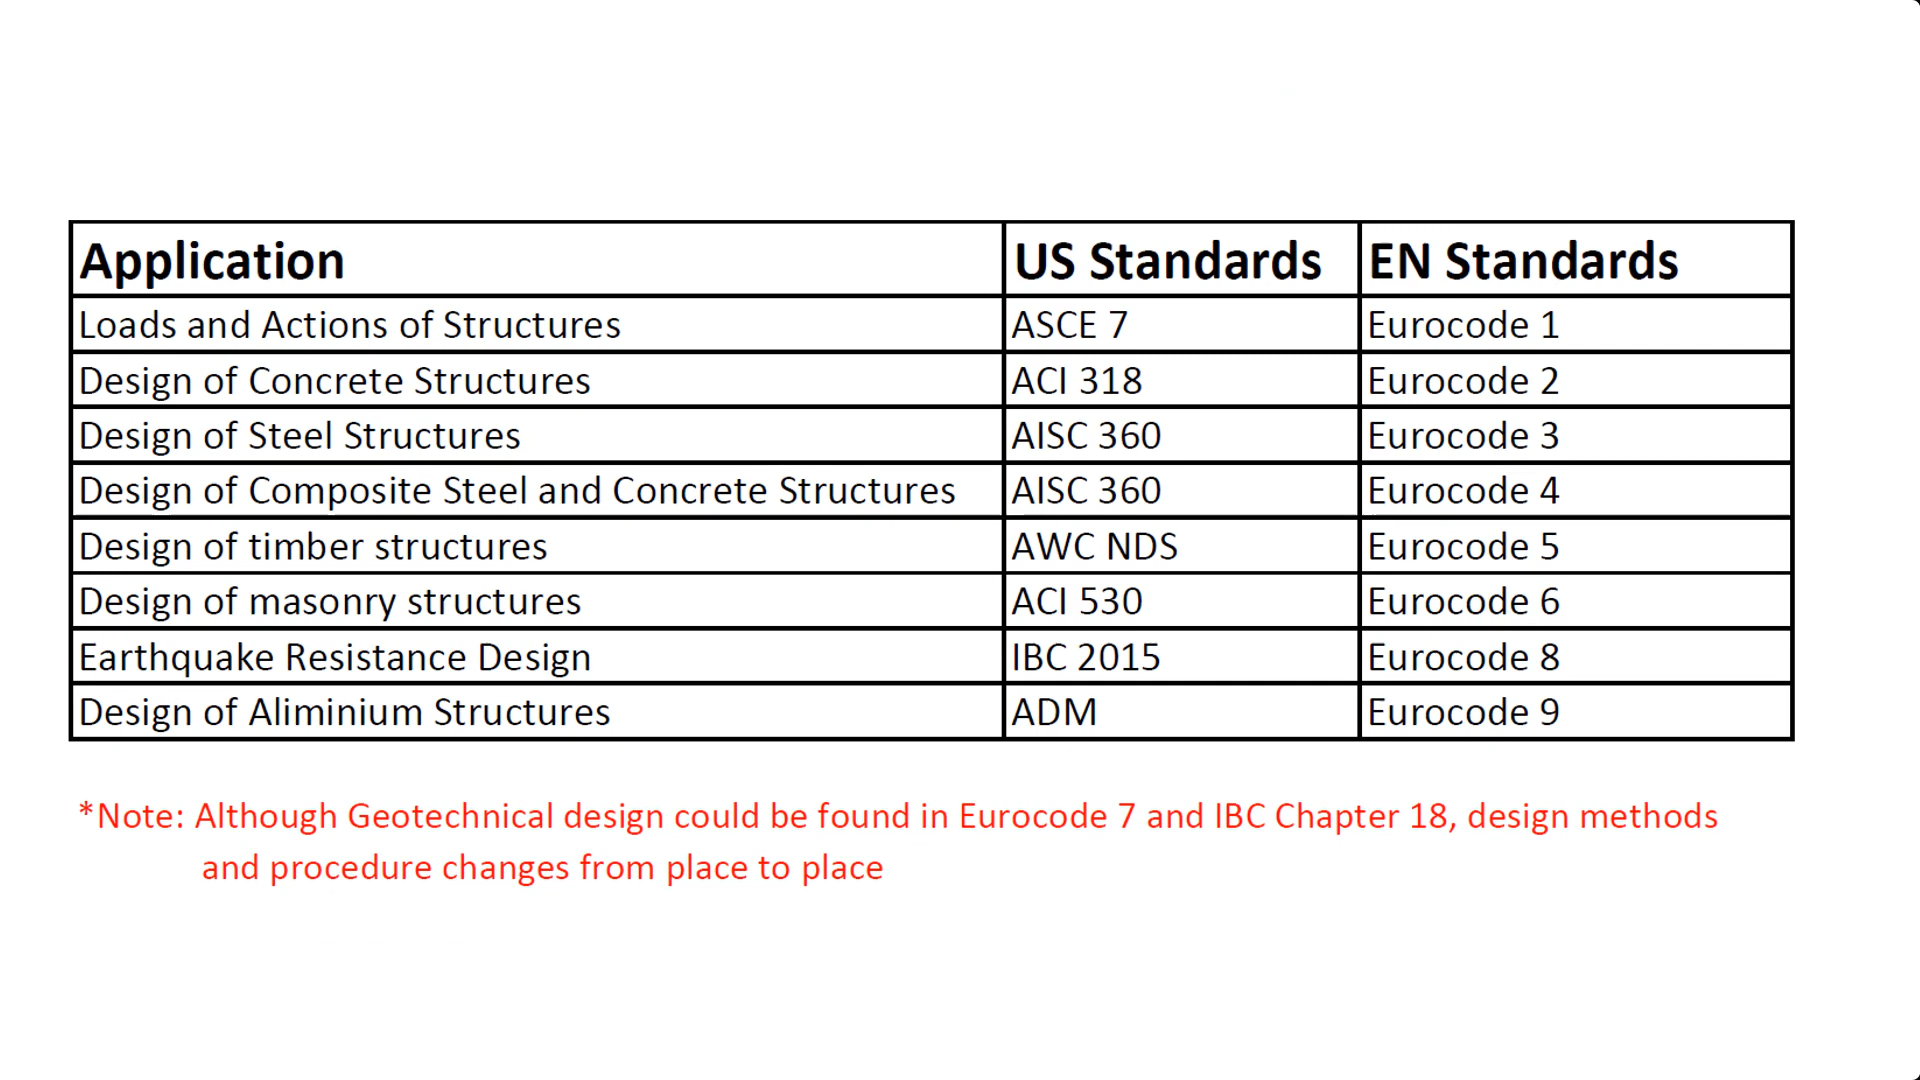 Application US Standards EN Standards
Loads and Actions of Structures ASCE 7 Eurocode 1
Design of Concrete Structures ACI 318 Eurocode 2
Design of Steel Structures AISC 360 Eurocode 3
Design of Composite Steel and Concrete Structures AISC 360 Eurocode 4
Design of timber structures AWC NDS Eurocode 5
Design of masonry structures ACI 530 Eurocode 6
Earthquake Resistance Design IBC 2015 Eurocode 8
Design of Aliminium Structures ADM Eurocode 9
*Note: Although Geotechnical design could be found in Eurocode 7 and IBC Chapter 18, design methods
and procedure changes from place to place